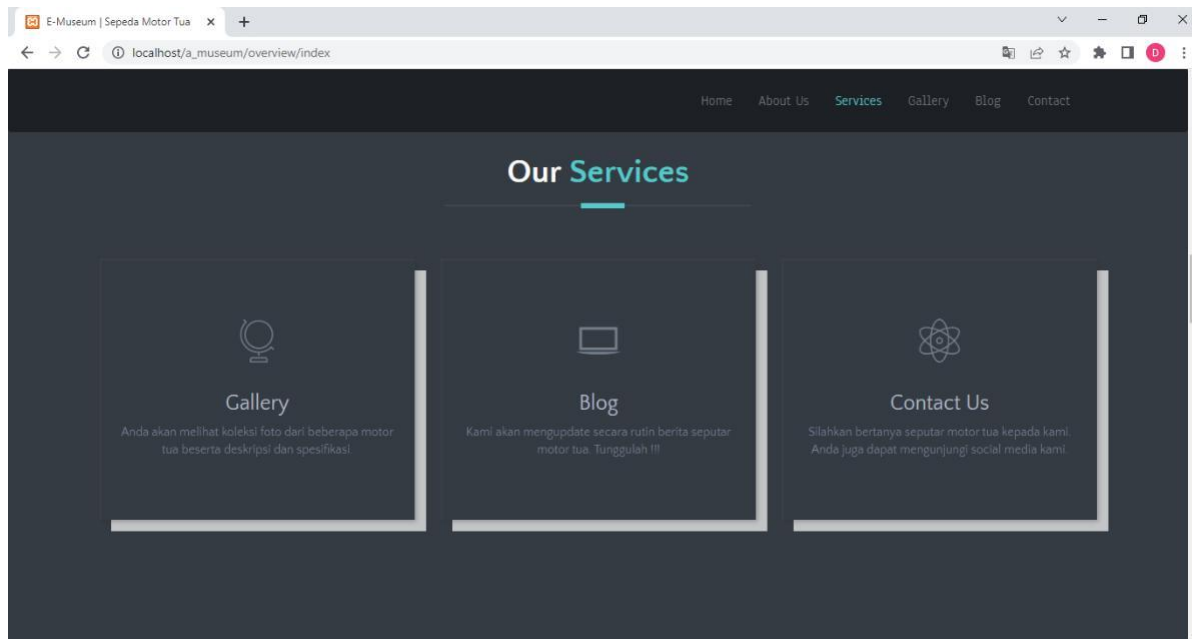 E-Museum | Sepeda Motor Tua
localhost/a_museum/overview/index
D
Home About Us Services Gallery Blog Contact
Our Services
Gallery
Anda akan melihat koleksi foto dari beberapa motor
tua beserta deskripsi dan spesifikasi
Blog
Kami akan mengupdate secara rutin berita seputar
motor tua. Tunggulah !!!
Contact Us
Silahkan bertanya seputar motor tua kepada kami.
Anda juga dapat mengunjungi social media kami.